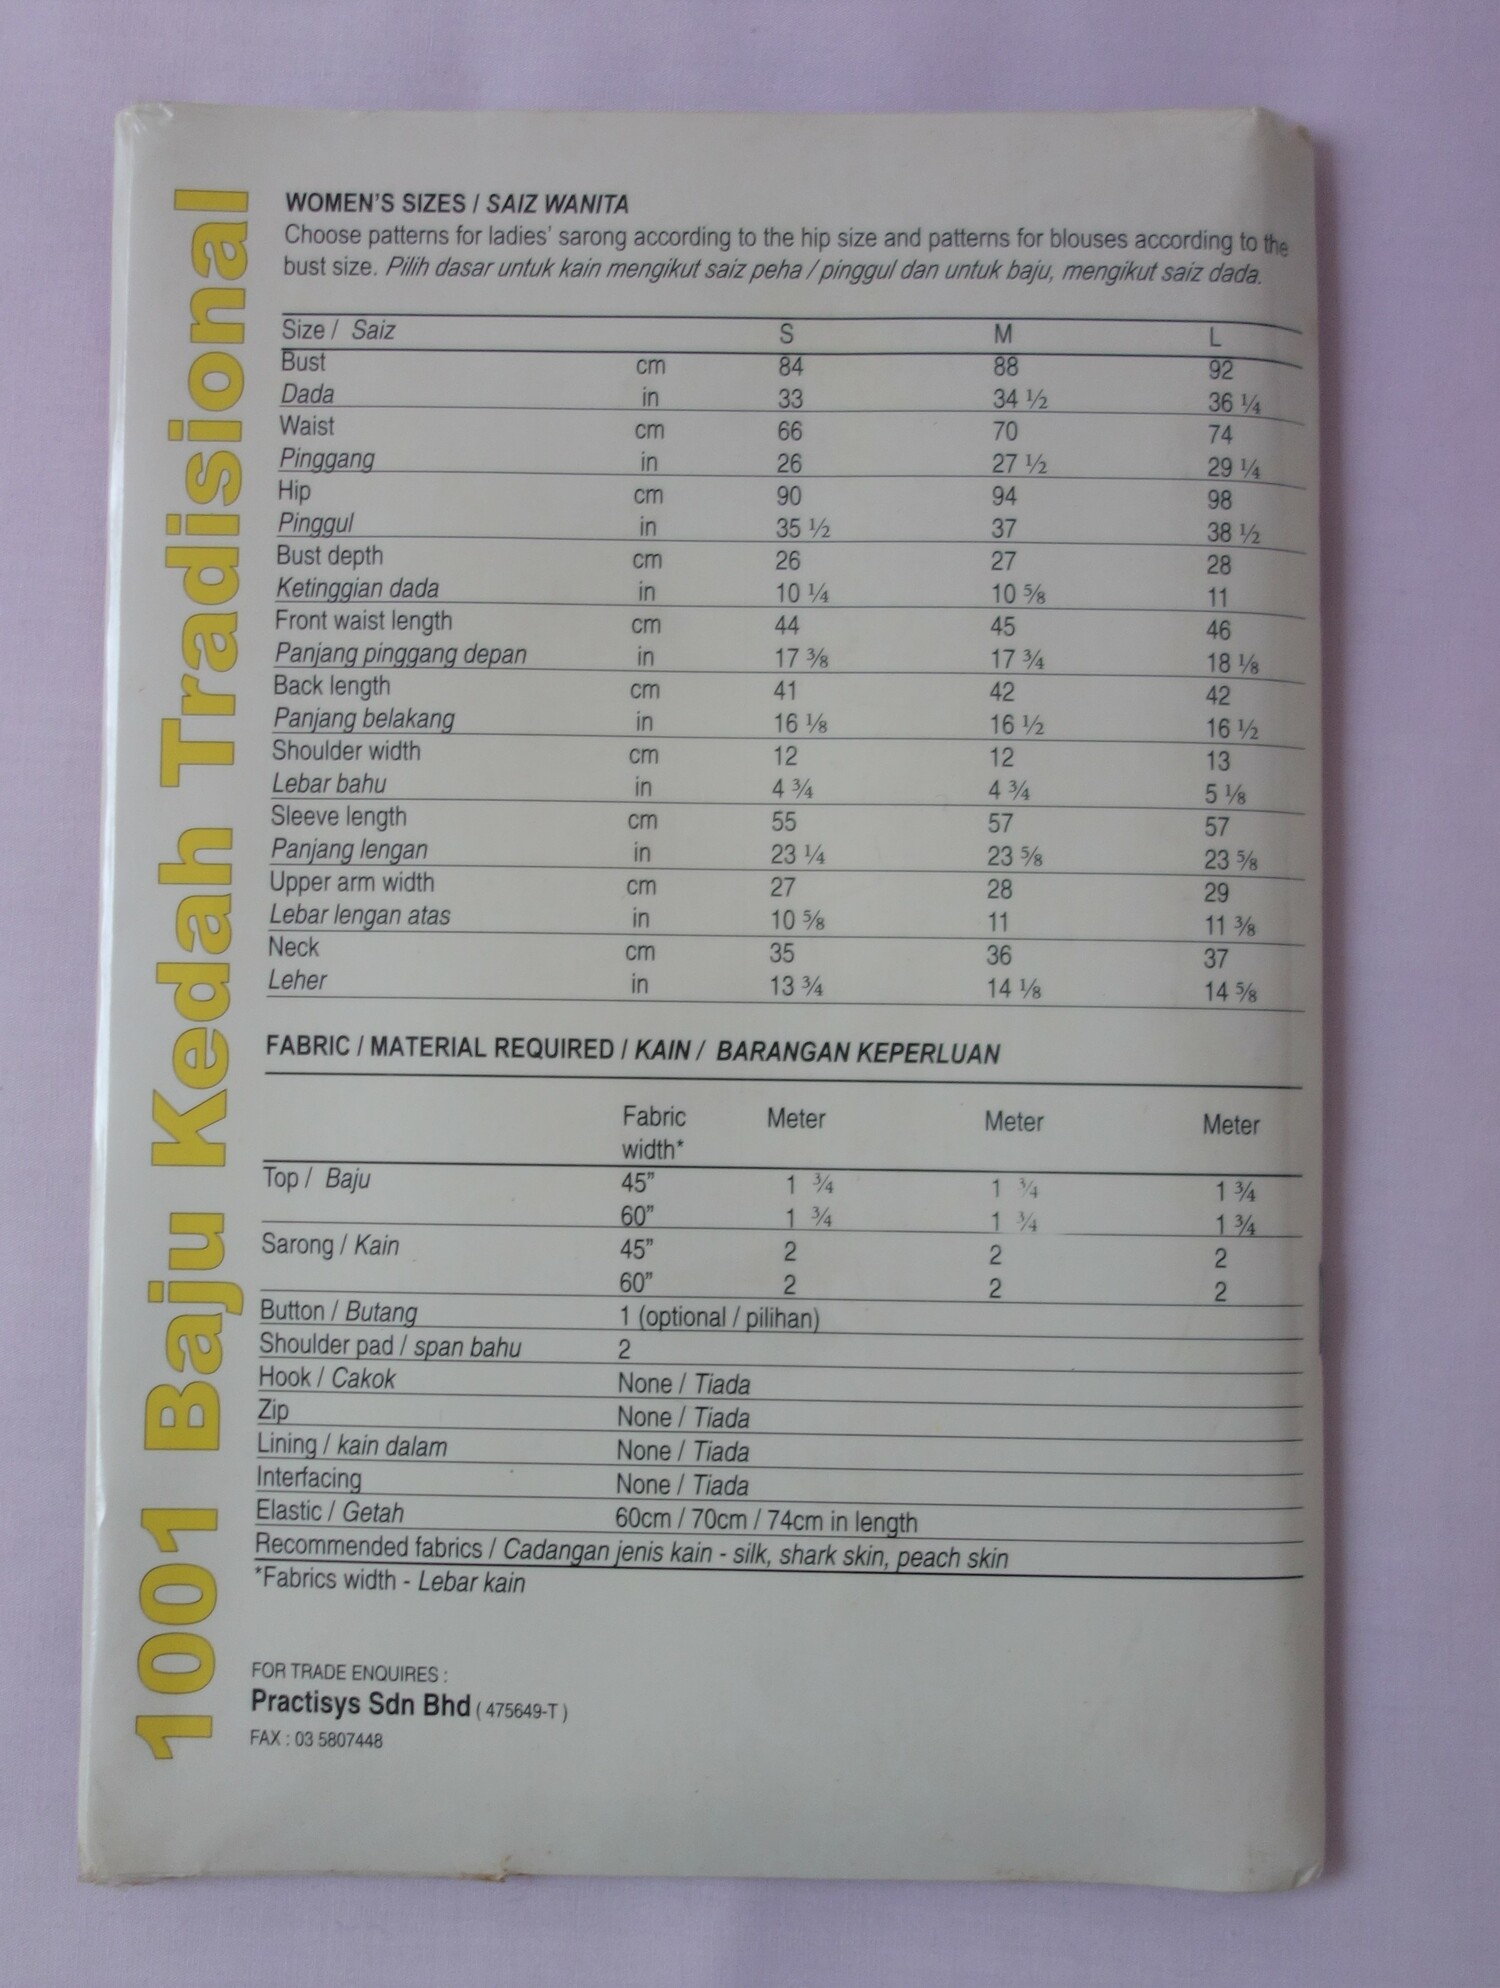 1001 Baju Kedah Tradisional
WOMEN'S SIZES / SAIZ WANITA
Choose patterns for ladies' sarong according to the hip size and patterns for blouses according to the
bust size. Pilih dasar untuk kain mengikut saiz peha / pinggul dan untuk baju, mengikut saiz dada.
Size / Saiz S M L
Bust cm 84 88 92
Dada in 33 34 ½ 36 ¼
Waist cm 66 70 74
Pinggang in 26 27 ½ 29 ¼
Hip cm 90 94 98
Pinggul in 35 ½ 37 38 ½
Bust depth cm 26 27 28
Ketinggian dada in 10 ¼ 10 ⅝ 11
Front waist length cm 44 45 46
Panjang pinggang depan in 17 ⅜ 17 ¾ 18 ⅛
Back length cm 41 42 42
Panjang belakang in 16 ⅛ 16 ½ 16 ½
Shoulder width cm 12 12 13
Lebar bahu in 4 ¾ 4 ¾ 5 ⅛
Sleeve length cm 55 57 57
Panjang lengan in 23 ¼ 23 ⅝ 23 ⅝
Upper arm width cm 27 28 29
Lebar lengan atas in 10 ⅝ 11 11 ⅜
Neck cm 35 36 37
Leher in 13 ¾ 14 ⅛ 14 ⅝
FABRIC / MATERIAL REQUIRED / KAIN / BARANGAN KEPERLUAN
Fabric Meter Meter Meter
width*
Top / Baju 45" 1 ¾ 1 ¾ 1 ¾
60" 1 ¾ 1 ¾ 1 ¾
Sarong / Kain 45" 2 2 2
60" 2 2 2
Button / Butang 1 (optional / pilihan)
Shoulder pad / span bahu 2
Hook / Cakok None / Tiada
Zip None / Tiada
Lining / kain dalam None / Tiada
Interfacing None / Tiada
Elastic / Getah 60cm / 70cm / 74cm in length
Recommended fabrics / Cadangan jenis kain - silk, shark skin, peach skin
*Fabrics width - Lebar kain
FOR TRADE ENQUIRES :
Practisys Sdn Bhd ( 475649-T )
FAX : 03 5807448